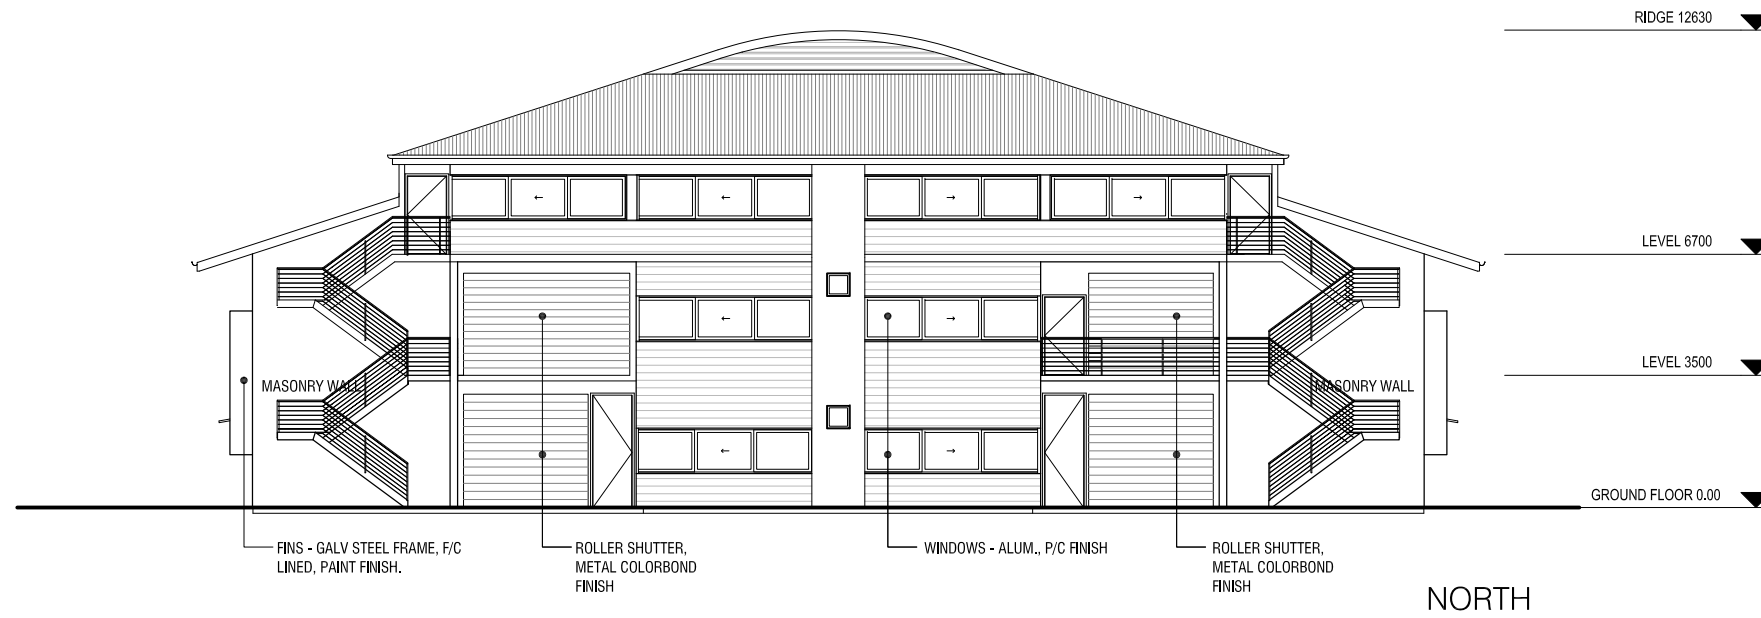 RIDGE 12630
LEVEL 6700
LEVEL 3500
MASONRY WALL
MASONRY WALL
GROUND FLOOR 0.00
FINS - GALV STEEL FRAME, F/C
LINED, PAINT FINISH.
ROLLER SHUTTER,
METAL COLORBOND
FINISH
WINDOWS - ALUM., P/C FINISH
ROLLER SHUTTER,
METAL COLORBOND
FINISH
NORTH